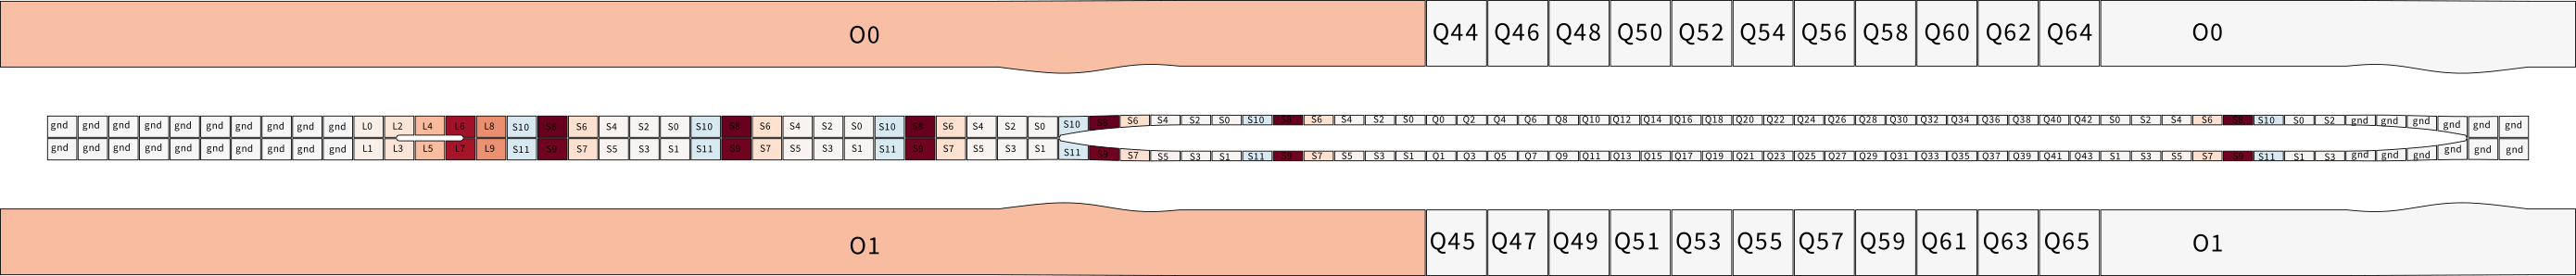 O0 Q44 Q46 Q48 Q50 Q52 Q54 Q56 Q58 Q60 Q62 Q64 O0
gnd gnd gnd gnd gnd gnd gnd gnd gnd gnd L0 L2 L4 L6 L8 S10 S8 S6 S4 S2 S0 S10 S8 S6 S4 S2 S0 S10 S8 S6 S4 S2 S0 S10 S8 S6 S4 S2 S0 S10 S8 S6 S4 S2 S0 Q0 Q2 Q4 Q6 Q8 Q10 Q12 Q14 Q16 Q18 Q20 Q22 Q24 Q26 Q28 Q30 Q32 Q34 Q36 Q38 Q40 Q42 S0 S2 S4 S6 S8 S10 S0 S2 gnd gnd gnd gnd gnd gnd
gnd gnd gnd gnd gnd gnd gnd gnd gnd gnd L1 L3 L5 L7 L9 S11 S9 S7 S5 S3 S1 S11 S9 S7 S5 S3 S1 S11 S9 S7 S5 S3 S1 S11 S9 S7 S5 S3 S1 S11 S9 S7 S5 S3 S1 Q1 Q3 Q5 Q7 Q9 Q11 Q13 Q15 Q17 Q19 Q21 Q23 Q25 Q27 Q29 Q31 Q33 Q35 Q37 Q39 Q41 Q43 S1 S3 S5 S7 S9 S11 S1 S3 gnd gnd gnd gnd gnd gnd
O1 Q45 Q47 Q49 Q51 Q53 Q55 Q57 Q59 Q61 Q63 Q65 O1